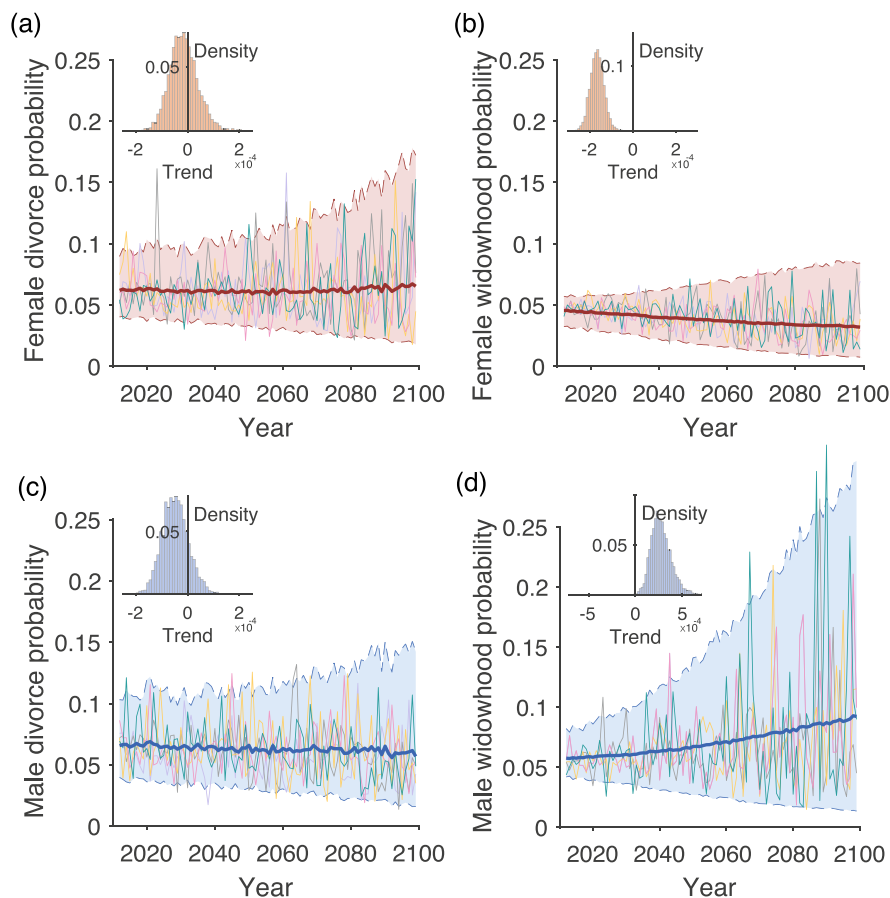 (a)
Female divorce probability
0.25
0.2
0.15
0.1
0.05
0
2020 2040 2060 2080 2100
Year
Density
0.05
-2 0 2
×10⁻⁴
Trend
(b)
Female widowhood probability
0.25
0.2
0.15
0.1
0.05
0
2020 2040 2060 2080 2100
Year
Density
0.1
-2 0 2
×10⁻⁴
Trend
(c)
Male divorce probability
0.25
0.2
0.15
0.1
0.05
0
2020 2040 2060 2080 2100
Year
Density
0.05
-2 0 2
×10⁻⁴
Trend
(d)
Male widowhood probability
0.25
0.2
0.15
0.1
0.05
0
2020 2040 2060 2080 2100
Year
Density
0.05
-5 0 5
×10⁻⁴
Trend